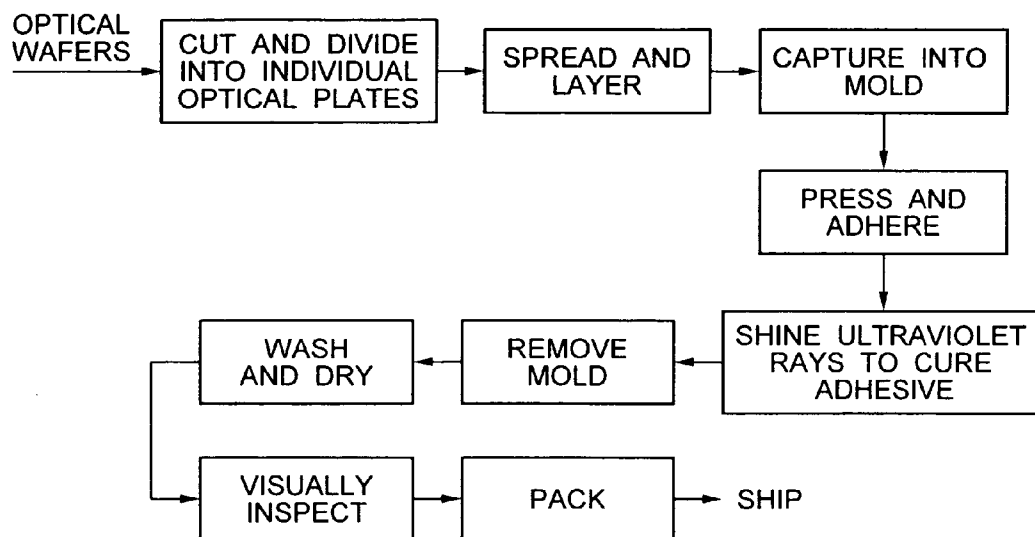 OPTICAL
WAFERS
CUT AND DIVIDE
INTO INDIVIDUAL
OPTICAL PLATES
SPREAD AND
LAYER
CAPTURE INTO
MOLD
PRESS AND
ADHERE
SHINE ULTRAVIOLET
RAYS TO CURE
ADHESIVE
REMOVE
MOLD
WASH
AND DRY
VISUALLY
INSPECT
PACK
SHIP